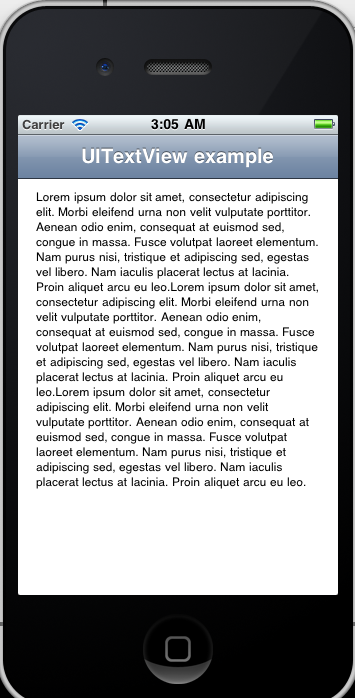 Carrier 3:05 AM
UITextView example
Lorem ipsum dolor sit amet, consectetur adipiscing
elit. Morbi eleifend urna non velit vulputate porttitor.
Aenean odio enim, consequat at euismod sed,
congue in massa. Fusce volutpat laoreet elementum.
Nam purus nisi, tristique et adipiscing sed, egestas
vel libero. Nam iaculis placerat lectus at lacinia.
Proin aliquet arcu eu leo.Lorem ipsum dolor sit amet,
consectetur adipiscing elit. Morbi eleifend urna non
velit vulputate porttitor. Aenean odio enim,
consequat at euismod sed, congue in massa. Fusce
volutpat laoreet elementum. Nam purus nisi, tristique
et adipiscing sed, egestas vel libero. Nam iaculis
placerat lectus at lacinia. Proin aliquet arcu eu
leo.Lorem ipsum dolor sit amet, consectetur
adipiscing elit. Morbi eleifend urna non velit
vulputate porttitor. Aenean odio enim, consequat at
euismod sed, congue in massa. Fusce volutpat
laoreet elementum. Nam purus nisi, tristique et
adipiscing sed, egestas vel libero. Nam iaculis
placerat lectus at lacinia. Proin aliquet arcu eu leo.